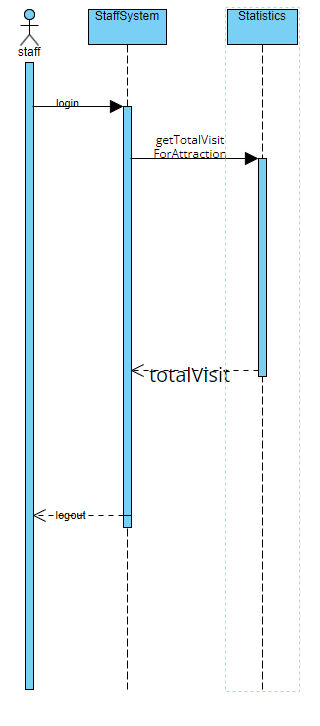 StaffSystem
Statistics
staff
login
getTotalVisit
ForAttraction
totalVisit
logout